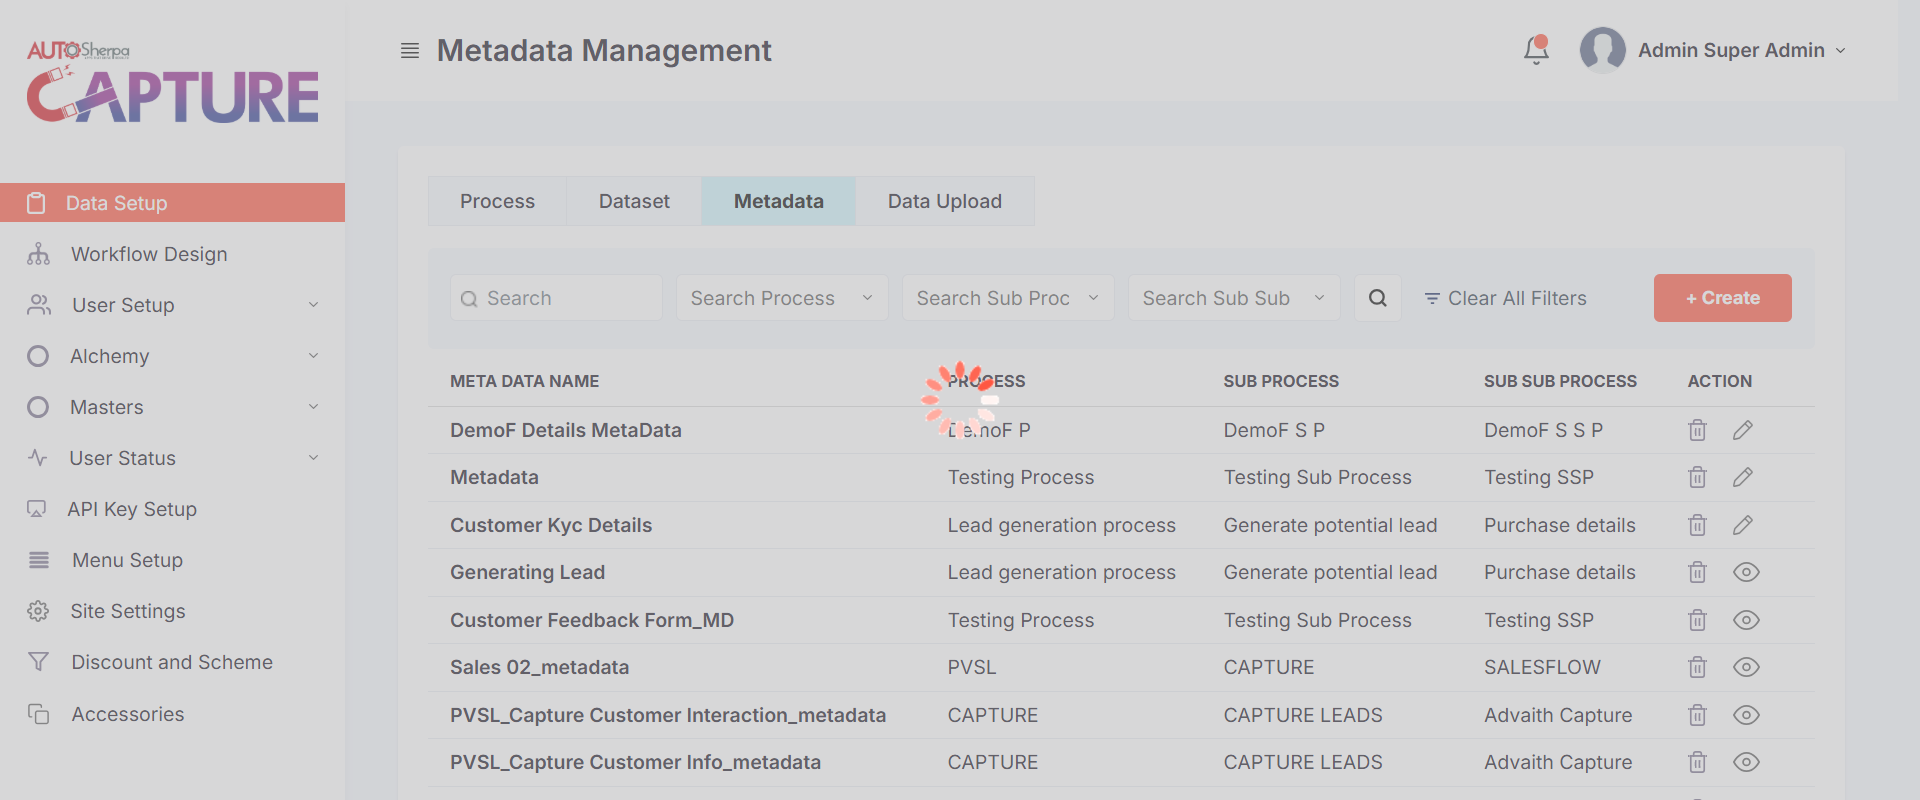 AUTOSherpa
CAPTURE
Metadata Management
Admin Super Admin
Data Setup
Workflow Design
User Setup
Alchemy
Masters
User Status
API Key Setup
Menu Setup
Site Settings
Discount and Scheme
Accessories
Process Dataset Metadata Data Upload
Search Search Process Search Sub Proc Search Sub Sub Clear All Filters + Create
META DATA NAME PROCESS SUB PROCESS SUB SUB PROCESS ACTION
DemoF Details MetaData DemoF P DemoF S P DemoF S S P
Metadata Testing Process Testing Sub Process Testing SSP
Customer Kyc Details Lead generation process Generate potential lead Purchase details
Generating Lead Lead generation process Generate potential lead Purchase details
Customer Feedback Form_MD Testing Process Testing Sub Process Testing SSP
Sales 02_metadata PVSL CAPTURE SALESFLOW
PVSL_Capture Customer Interaction_metadata CAPTURE CAPTURE LEADS Advaith Capture
PVSL_Capture Customer Info_metadata CAPTURE CAPTURE LEADS Advaith Capture